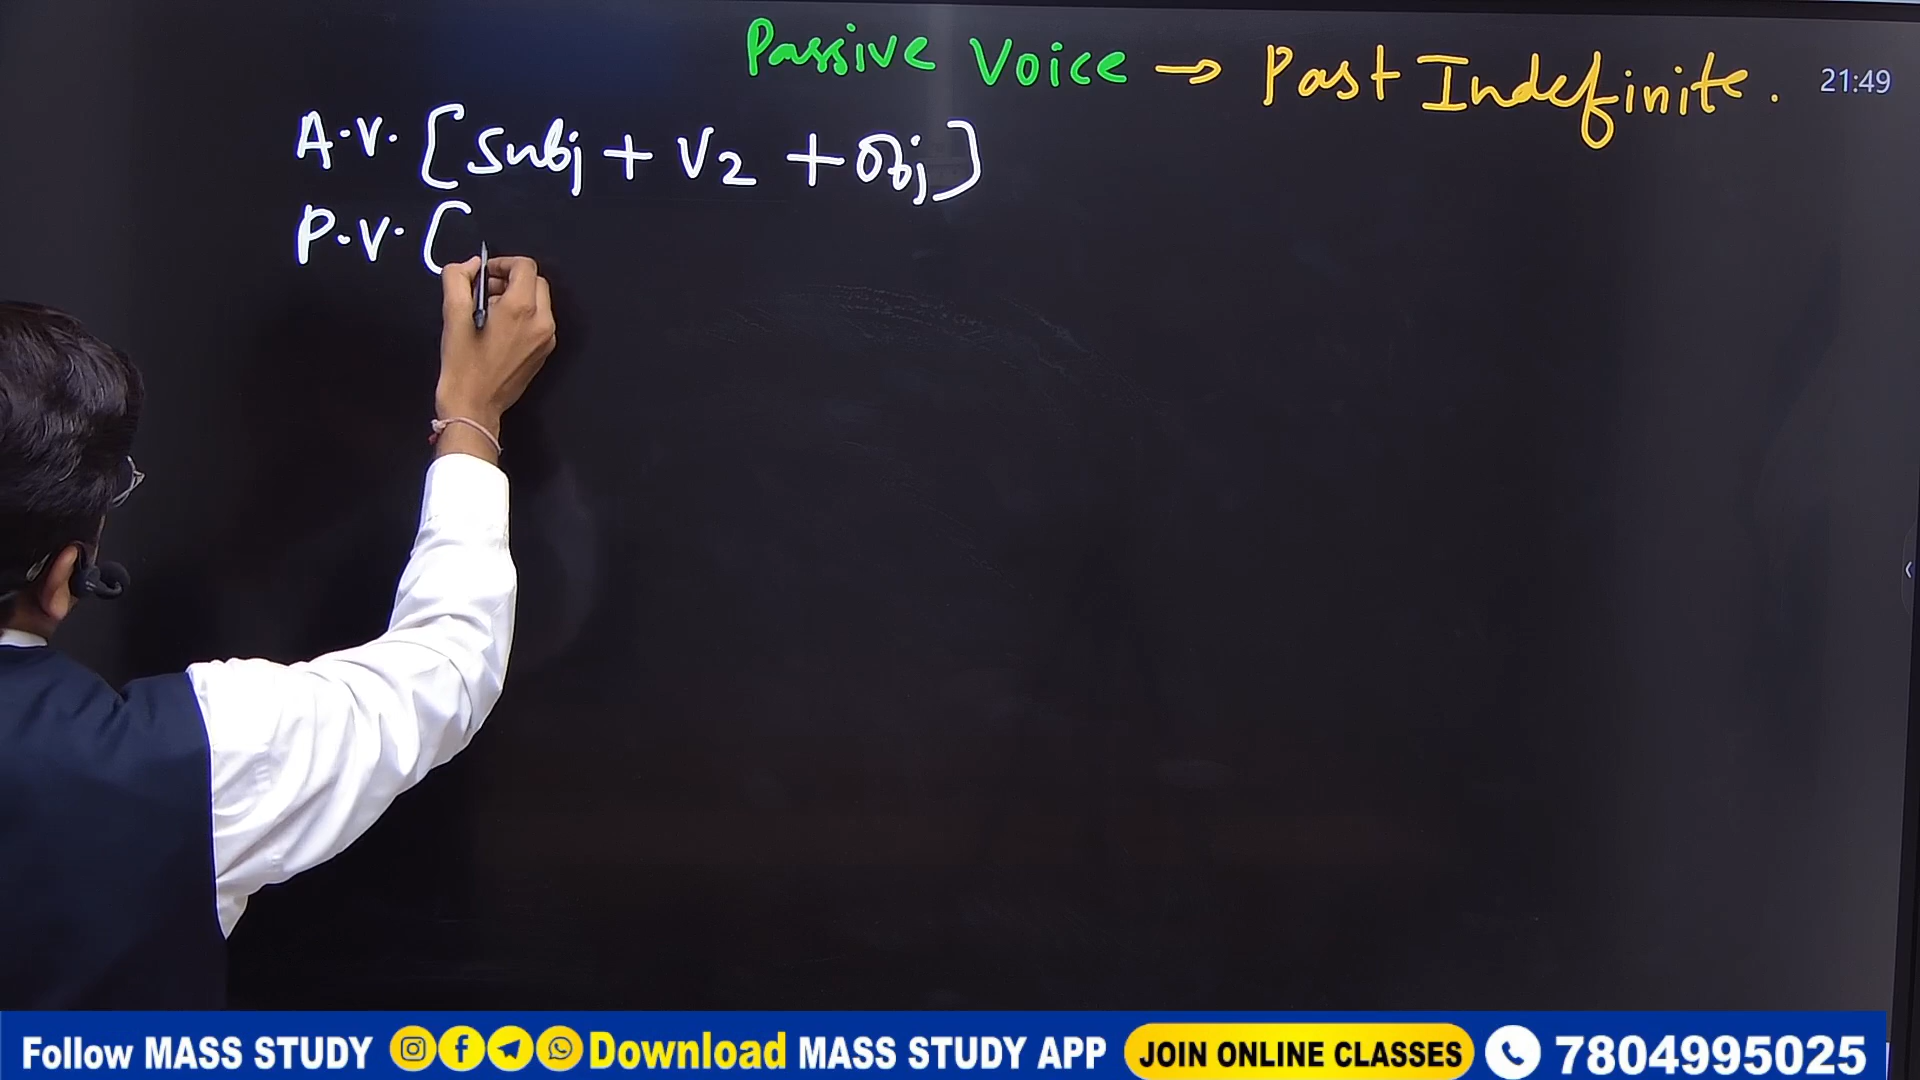 Passive Voice → Past Indefinite.
21:49
A.V. [Subj + V2 + Obj]
P.V. [
Follow MASS STUDY Download MASS STUDY APP JOIN ONLINE CLASSES 7804995025